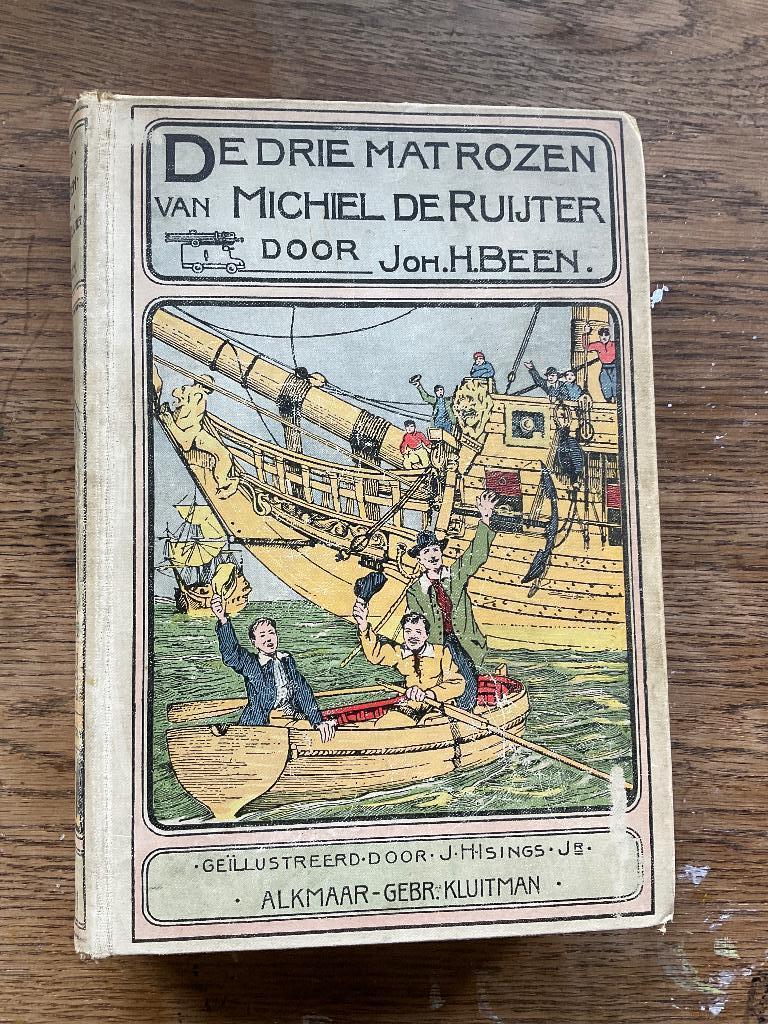 DE DRIE MATROZEN
VAN MICHIEL DE RUIJTER
DOOR JOH. H. BEEN.
·GEÏLLUSTREERD·DOOR·J·H·ISINGS·JR·
· ALKMAAR-GEBR. KLUITMAN ·